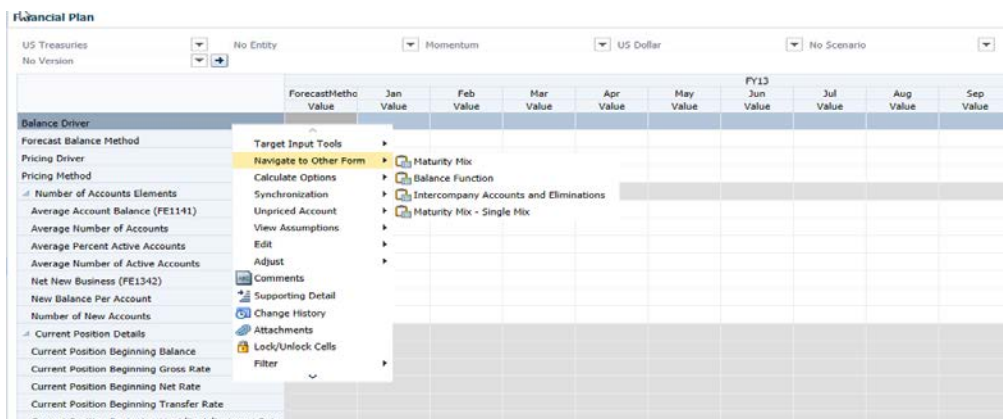 Financial Plan
US Treasuries No Entity Momentum US Dollar No Scenario
No Version
FY13
ForecastMetho Jan Feb Mar Apr May Jun Jul Aug Sep
Value Value Value Value Value Value Value Value Value Value
Balance Driver
Forecast Balance Method
Pricing Driver
Pricing Method
Number of Accounts Elements
Average Account Balance (FE1141)
Average Number of Accounts
Average Percent Active Accounts
Average Number of Active Accounts
Net New Business (FE1342)
New Balance Per Account
Number of New Accounts
Current Position Details
Current Position Beginning Balance
Current Position Beginning Gross Rate
Current Position Beginning Net Rate
Current Position Beginning Transfer Rate
Target Input Tools
Navigate to Other Form
Calculate Options
Synchronization
Unpriced Account
View Assumptions
Edit
Adjust
Comments
Supporting Detail
Change History
Attachments
Lock/Unlock Cells
Filter
Maturity Mix
Balance Function
Intercompany Accounts and Eliminations
Maturity Mix - Single Mix